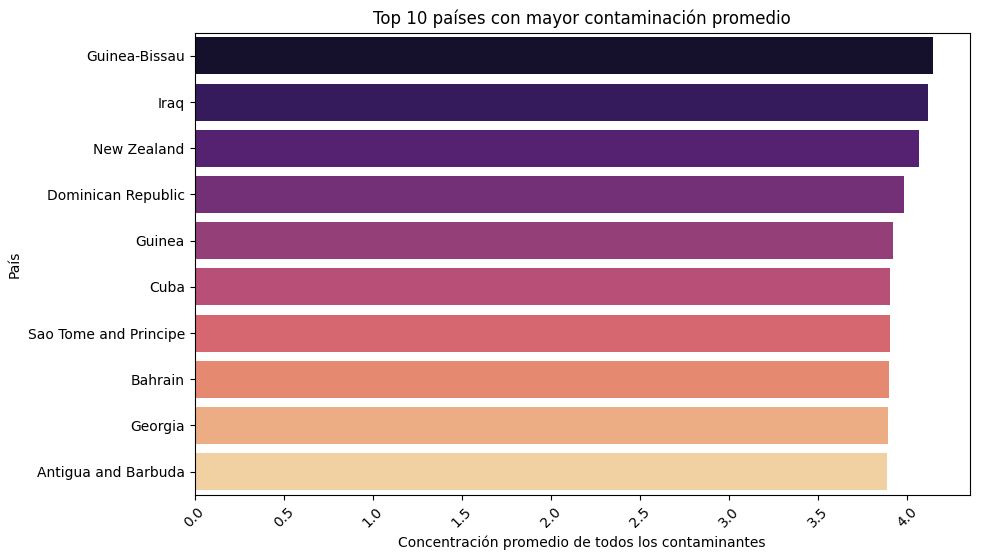 Top 10 países con mayor contaminación promedio
Guinea-Bissau
Iraq
New Zealand
Dominican Republic
Guinea
Cuba
Sao Tome and Principe
Bahrain
Georgia
Antigua and Barbuda
País
0.0 0.5 1.0 1.5 2.0 2.5 3.0 3.5 4.0
Concentración promedio de todos los contaminantes